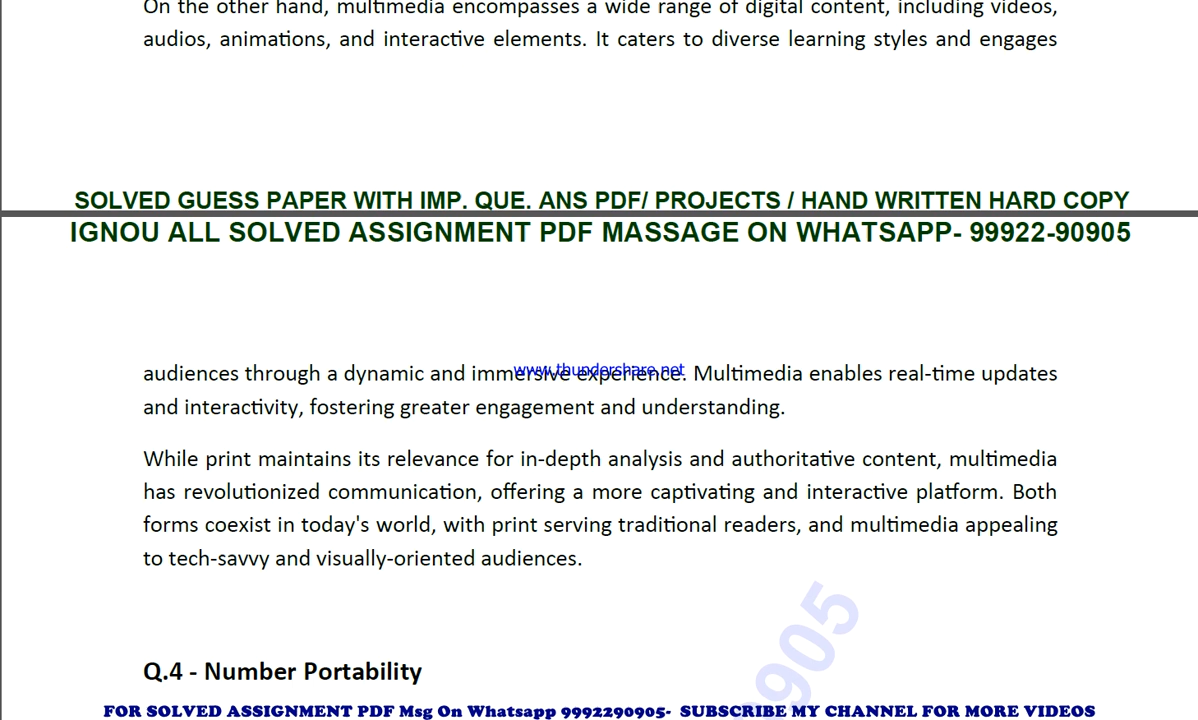 On the other hand, multimedia encompasses a wide range of digital content, including videos,
audios, animations, and interactive elements. It caters to diverse learning styles and engages
SOLVED GUESS PAPER WITH IMP. QUE. ANS PDF/ PROJECTS / HAND WRITTEN HARD COPY
IGNOU ALL SOLVED ASSIGNMENT PDF MASSAGE ON WHATSAPP- 99922-90905
www.thundershare.net
audiences through a dynamic and immersive experience. Multimedia enables real-time updates
and interactivity, fostering greater engagement and understanding.
While print maintains its relevance for in-depth analysis and authoritative content, multimedia
has revolutionized communication, offering a more captivating and interactive platform. Both
forms coexist in today's world, with print serving traditional readers, and multimedia appealing
to tech-savvy and visually-oriented audiences.
905
Q.4 - Number Portability
FOR SOLVED ASSIGNMENT PDF Msg On Whatsapp 9992290905- SUBSCRIBE MY CHANNEL FOR MORE VIDEOS